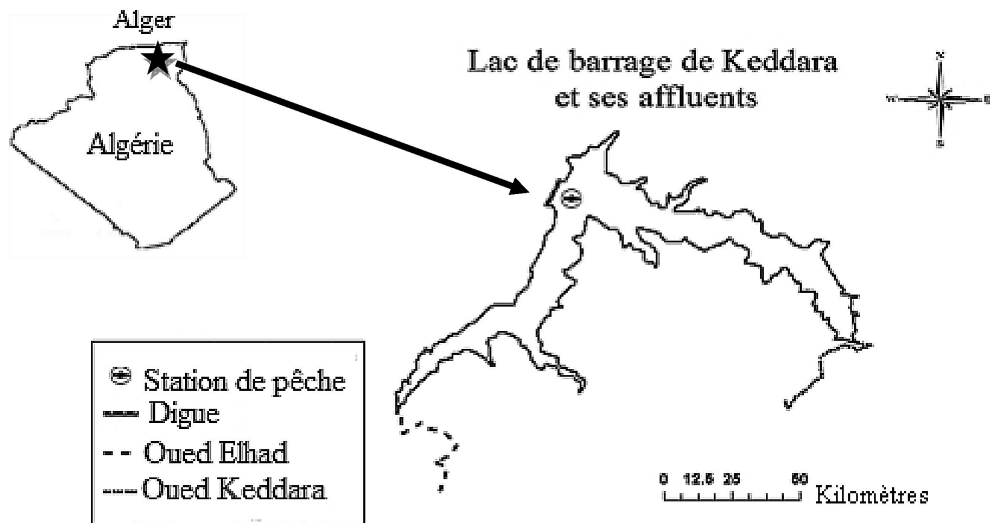 Alger
Algérie
Lac de barrage de Keddara
et ses affluents
N
W
E
S
Station de pêche
Digue
Oued Elhad
Oued Keddara
0 12.5 25 50
Kilomètres